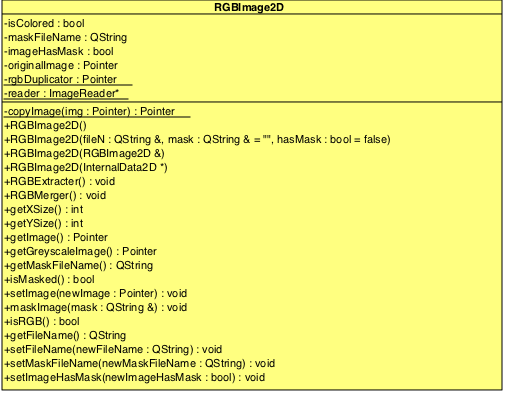 RGBImage2D
-isColored : bool
-maskFileName : QString
-imageHasMask : bool
-originalImage : Pointer
-rgbDuplicator : Pointer
-reader : ImageReader*
-copyImage(img : Pointer) : Pointer
+RGBImage2D()
+RGBImage2D(fileN : QString &, mask : QString & = "", hasMask : bool = false)
+RGBImage2D(RGBImage2D &)
+RGBImage2D(InternalData2D *)
+RGBExtracter() : void
+RGBMerger() : void
+getXSize() : int
+getYSize() : int
+getImage() : Pointer
+getGreyscaleImage() : Pointer
+getMaskFileName() : QString
+isMasked() : bool
+setImage(newImage : Pointer) : void
+maskImage(mask : QString &) : void
+isRGB() : bool
+getFileName() : QString
+setFileName(newFileName : QString) : void
+setMaskFileName(newMaskFileName : QString) : void
+setImageHasMask(newImageHasMask : bool) : void